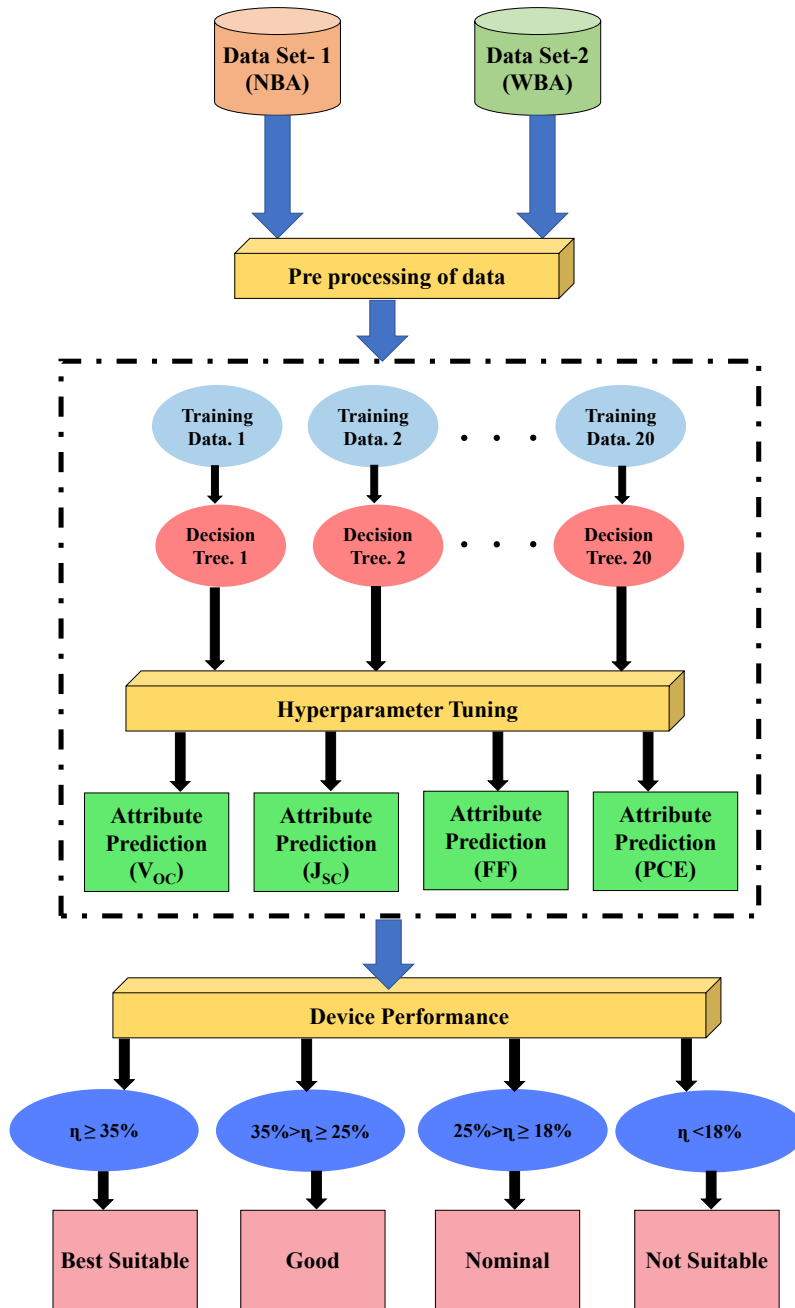 Data Set- 1
(NBA)
Data Set-2
(WBA)
Pre processing of data
Training
Data. 1
Training
Data. 2
. . .
Training
Data. 20
Decision
Tree. 1
Decision
Tree. 2
. . .
Decision
Tree. 20
Hyperparameter Tuning
Attribute
Prediction
(V_OC)
Attribute
Prediction
(J_SC)
Attribute
Prediction
(FF)
Attribute
Prediction
(PCE)
Device Performance
η ≥ 35%
35%>η ≥ 25%
25%>η ≥ 18%
η <18%
Best Suitable
Good
Nominal
Not Suitable